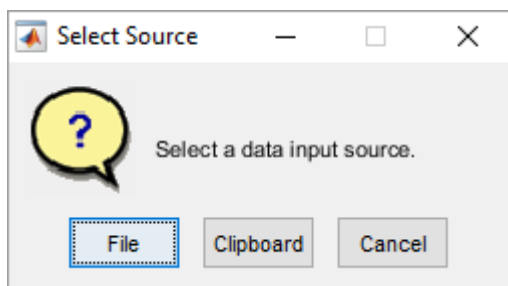 Select Source
?
Select a data input source.
File
Clipboard
Cancel